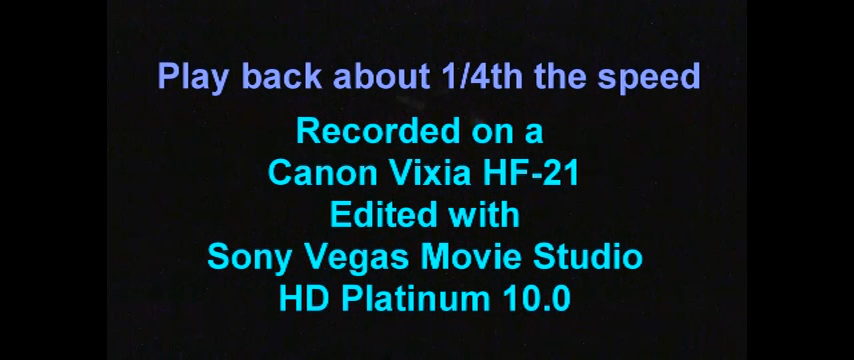 Play back about 1/4th the speed
Recorded on a
Canon Vixia HF-21
Edited with
Sony Vegas Movie Studio
HD Platinum 10.0